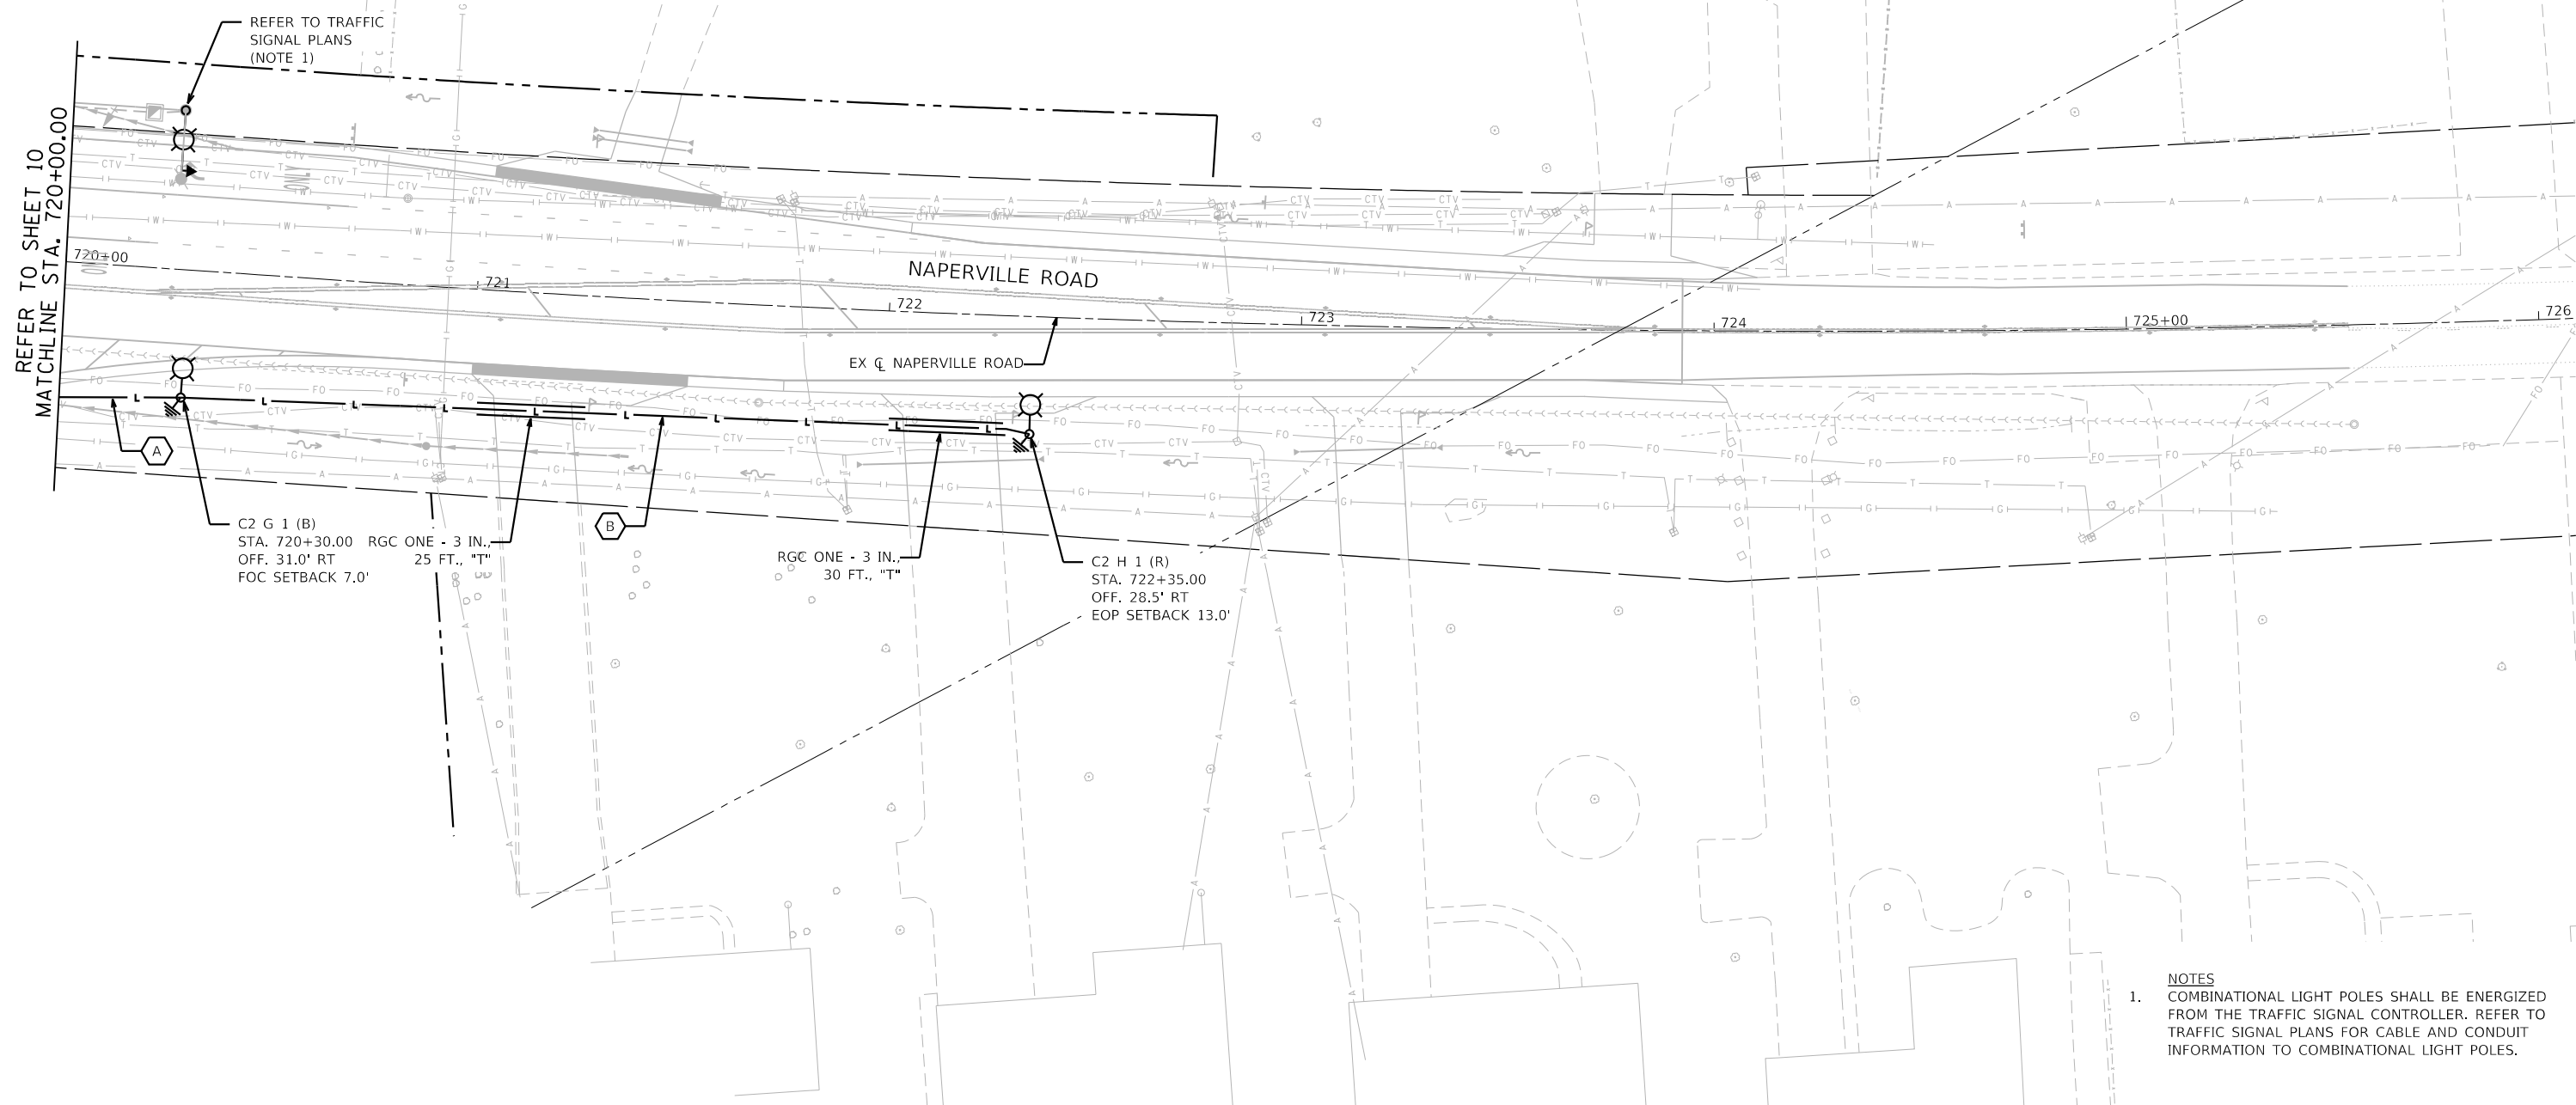 REFER TO TRAFFIC
SIGNAL PLANS
(NOTE 1)
REFER TO SHEET 10
MATCHLINE STA. 720+00.00
720+00
721
722
723
724
725+00
726
NAPERVILLE ROAD
EX ℄ NAPERVILLE ROAD
A
B
C2 G 1 (B)
STA. 720+30.00
OFF. 31.0' RT
FOC SETBACK 7.0'
RGC ONE - 3 IN.,
25 FT., "T"
RGC ONE - 3 IN.,
30 FT., "T"
C2 H 1 (R)
STA. 722+35.00
OFF. 28.5' RT
EOP SETBACK 13.0'
NOTES
1. COMBINATIONAL LIGHT POLES SHALL BE ENERGIZED
FROM THE TRAFFIC SIGNAL CONTROLLER. REFER TO
TRAFFIC SIGNAL PLANS FOR CABLE AND CONDUIT
INFORMATION TO COMBINATIONAL LIGHT POLES.